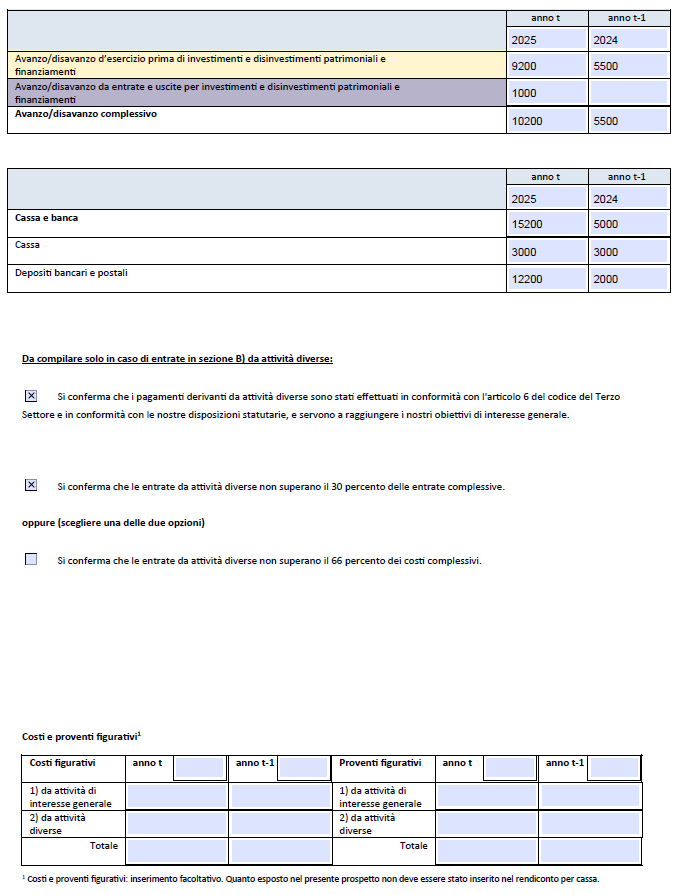 anno t anno t-1
2025 2024
Avanzo/disavanzo d'esercizio prima di investimenti e disinvestimenti patrimoniali e
finanziamenti 9200 5500
Avanzo/disavanzo da entrate e uscite per investimenti e disinvestimenti patrimoniali e
finanziamenti 1000
Avanzo/disavanzo complessivo 10200 5500
anno t anno t-1
2025 2024
Cassa e banca 15200 5000
Cassa 3000 3000
Depositi bancari e postali 12200 2000
Da compilare solo in caso di entrate in sezione B) da attività diverse:
Si conferma che i pagamenti derivanti da attività diverse sono stati effettuati in conformità con l'articolo 6 del codice del Terzo
Settore e in conformità con le nostre disposizioni statutarie, e servono a raggiungere i nostri obiettivi di interesse generale.
Si conferma che le entrate da attività diverse non superano il 30 percento delle entrate complessive.
oppure (scegliere una delle due opzioni)
Si conferma che le entrate da attività diverse non superano il 66 percento dei costi complessivi.
Costi e proventi figurativi¹
Costi figurativi anno t anno t-1 Proventi figurativi anno t anno t-1
1) da attività di 1) da attività di
interesse generale interesse generale
2) da attività 2) da attività
diverse diverse
Totale Totale
¹ Costi e proventi figurativi: inserimento facoltativo. Quanto esposto nel presente prospetto non deve essere stato inserito nel rendiconto per cassa.